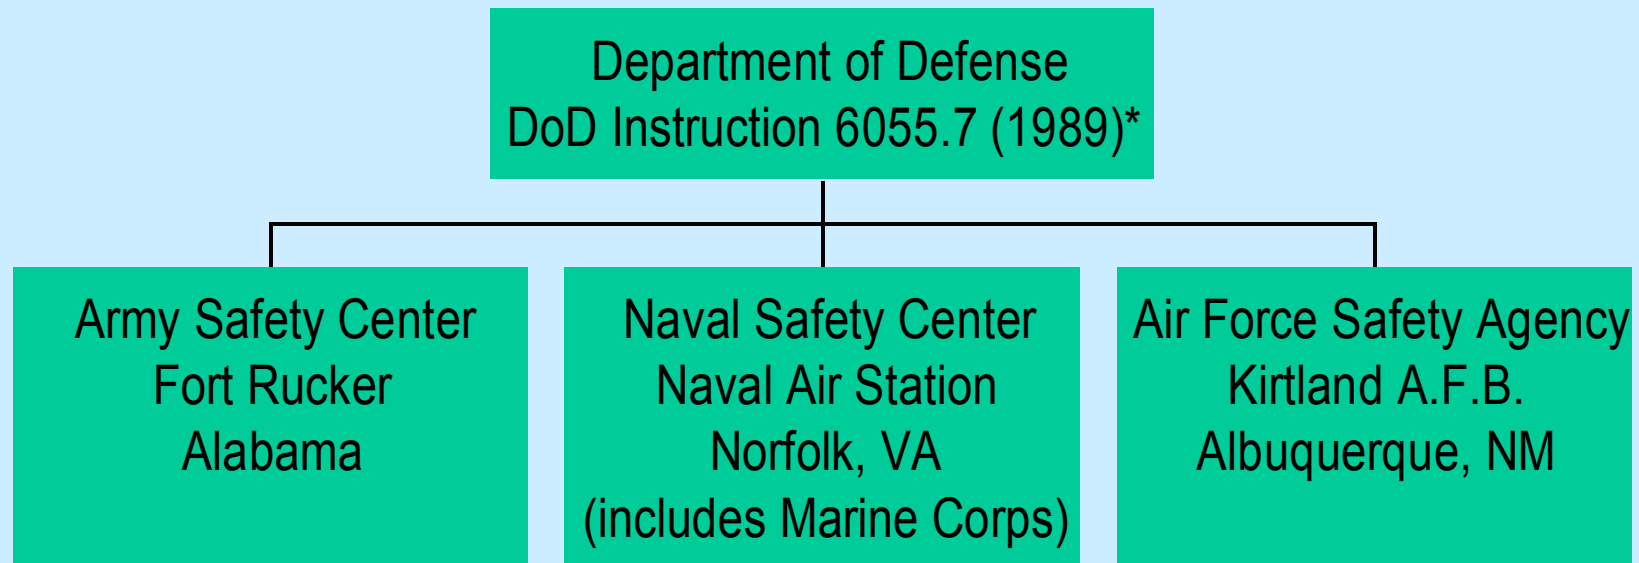 Department of Defense
DoD Instruction 6055.7 (1989)*
Army Safety Center
Fort Rucker
Alabama
Naval Safety Center
Naval Air Station
Norfolk, VA
(includes Marine Corps)
Air Force Safety Agency
Kirtland A.F.B.
Albuquerque, NM